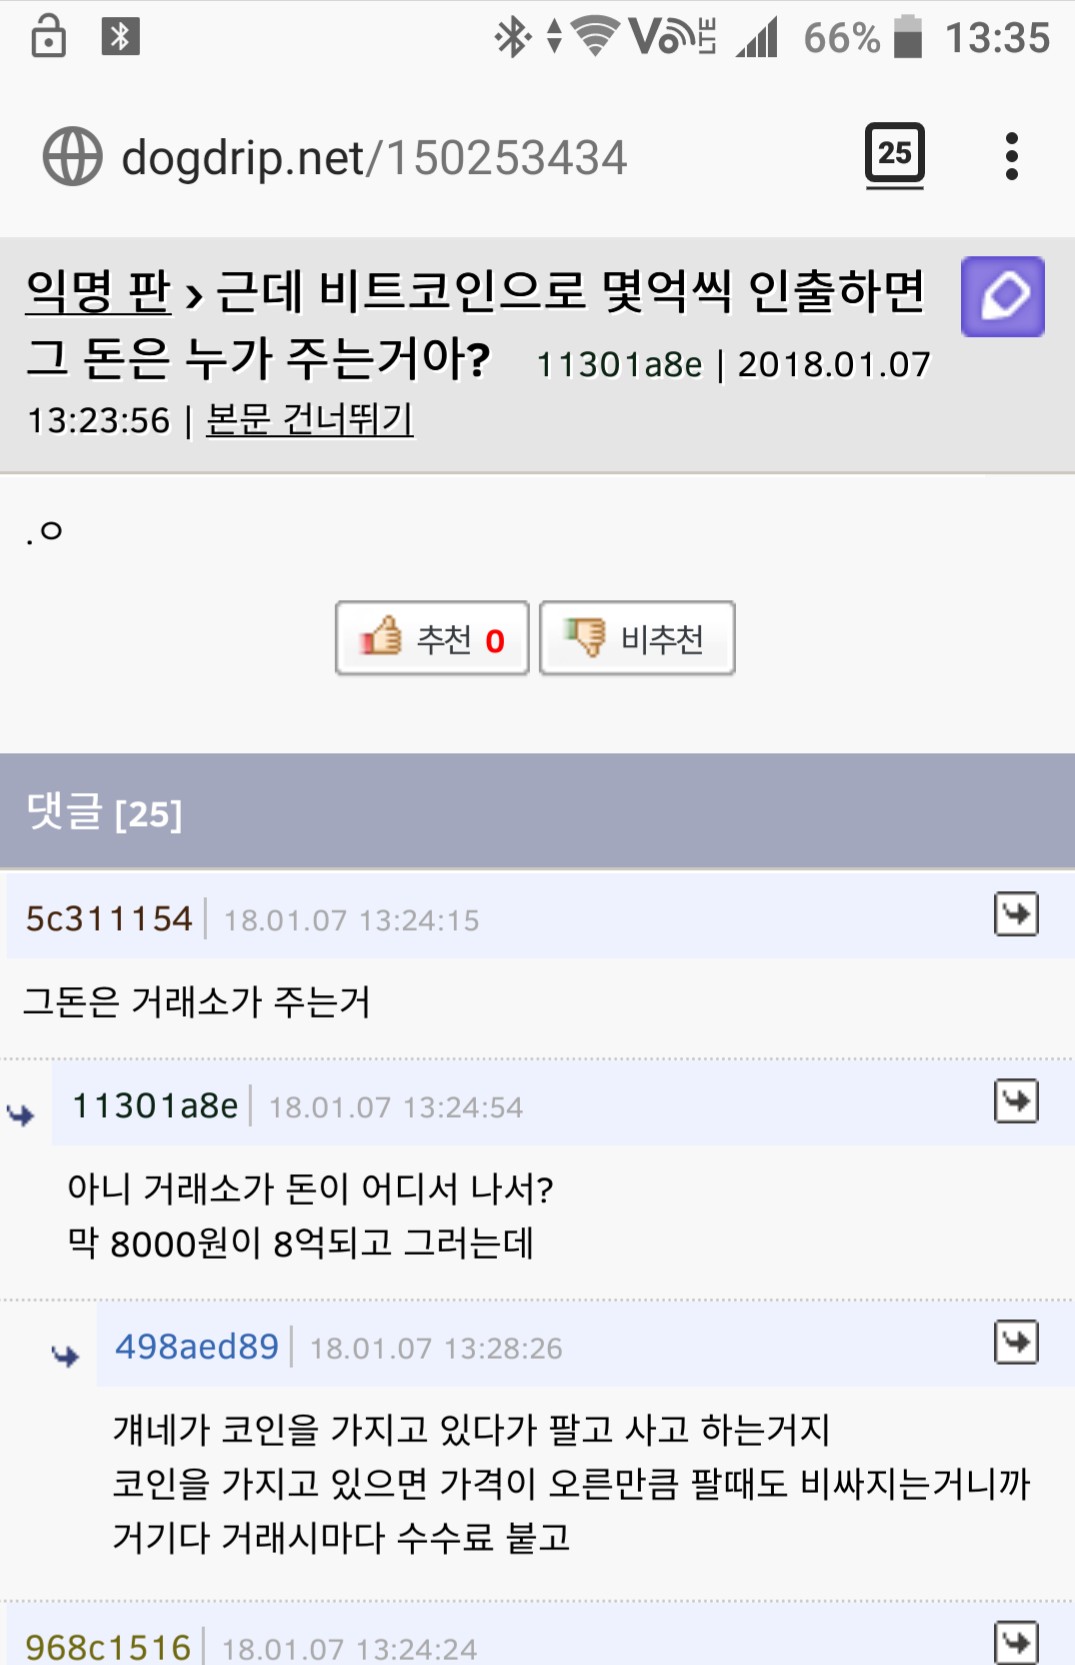 66% 13:35
dogdrip.net/150253434
25
익명 판 › 근데 비트코인으로 몇억씩 인출하면
그 돈은 누가 주는거아? 11301a8e | 2018.01.07
13:23:56 | 본문 건너뛰기
.ㅇ
추천 0 비추천
댓글 [25]
5c311154 | 18.01.07 13:24:15
그돈은 거래소가 주는거
11301a8e | 18.01.07 13:24:54
아니 거래소가 돈이 어디서 나서?
막 8000원이 8억되고 그러는데
498aed89 | 18.01.07 13:28:26
걔네가 코인을 가지고 있다가 팔고 사고 하는거지
코인을 가지고 있으면 가격이 오른만큼 팔때도 비싸지는거니까
거기다 거래시마다 수수료 붙고
968c1516 | 18.01.07 13:24:24